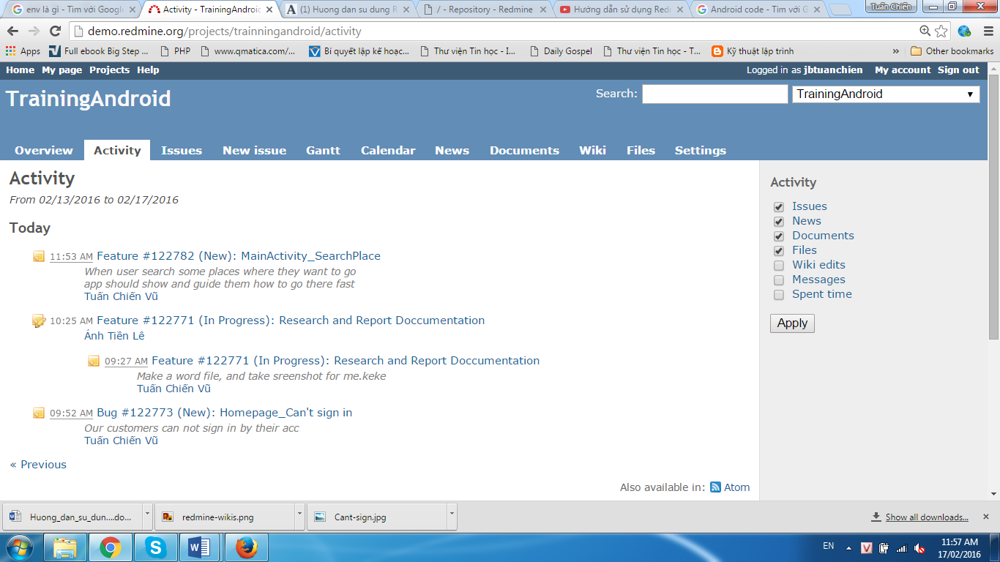 env là gì - Tìm với Google
Activity - TrainingAndroid
(1) Huong dan su dung R
/ - Repository - Redmine
Hướng dẫn sử dụng Redm
Android code - Tìm với G
Tuấn Chiến
demo.redmine.org/projects/trainningandroid/activity
Apps
Full ebook Big Step ...
PHP
www.qmatica.com/...
Bí quyết lập kế hoạc...
Thư viện Tin học - I...
Daily Gospel
Thư viện Tin học - T...
Kỹ thuật lập trình
»
Other bookmarks
Home My page Projects Help
Logged in as jbtuanchien My account Sign out
TrainingAndroid
Search:
TrainingAndroid
Overview Activity Issues New issue Gantt Calendar News Documents Wiki Files Settings
Activity
From 02/13/2016 to 02/17/2016
Today
11:53 AM Feature #122782 (New): MainActivity_SearchPlace
When user search some places where they want to go
app should show and guide them how to go there fast
Tuấn Chiến Vũ
10:25 AM Feature #122771 (In Progress): Research and Report Doccumentation
Ánh Tiên Lê
09:27 AM Feature #122771 (In Progress): Research and Report Doccumentation
Make a word file, and take sreenshot for me.keke
Tuấn Chiến Vũ
09:52 AM Bug #122773 (New): Homepage_Can't sign in
Our customers can not sign in by their acc
Tuấn Chiến Vũ
« Previous
Also available in: Atom
Activity
Issues
News
Documents
Files
Wiki edits
Messages
Spent time
Apply
Huong_dan_su_dun....do...
redmine-wikis.png
Cant-sign.jpg
Show all downloads...
EN
11:57 AM
17/02/2016